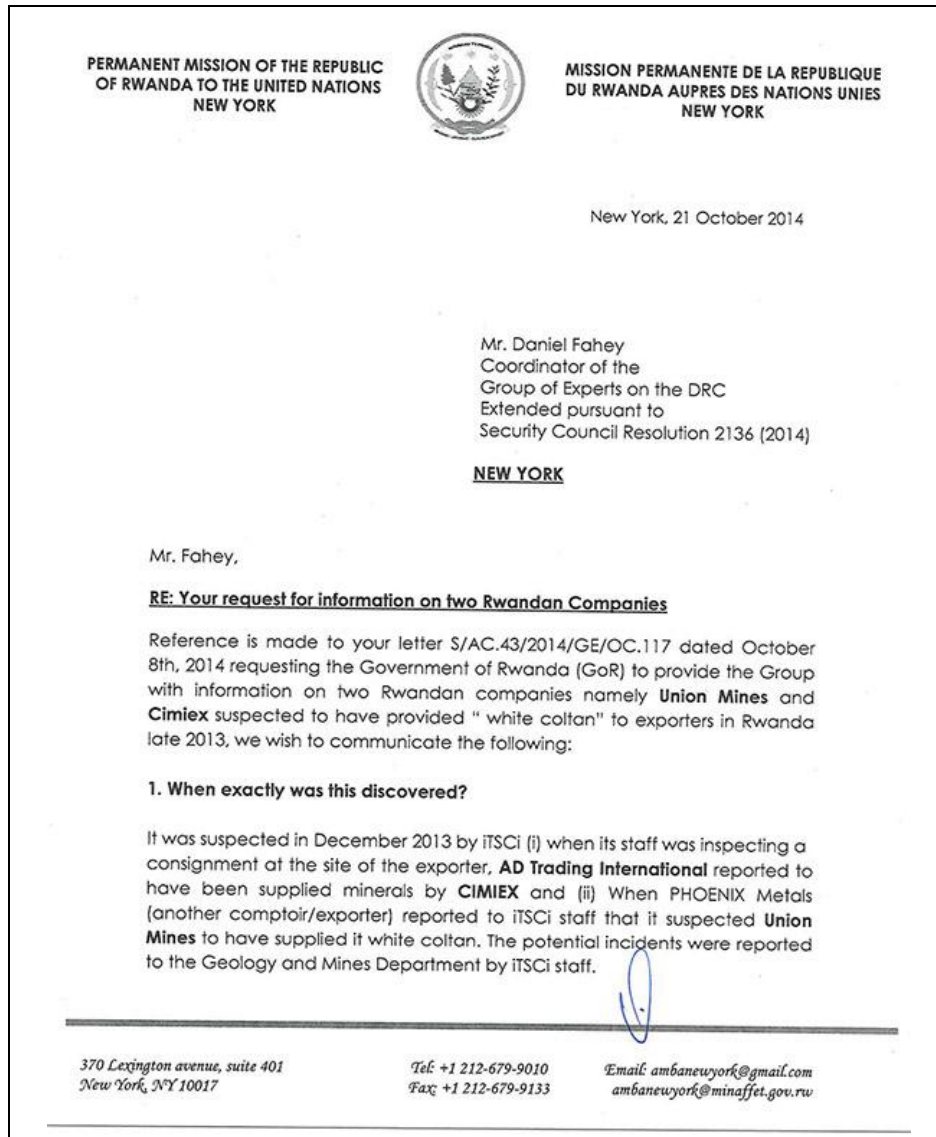 PERMANENT MISSION OF THE REPUBLIC
OF RWANDA TO THE UNITED NATIONS
NEW YORK
MISSION PERMANENTE DE LA REPUBLIQUE
DU RWANDA AUPRES DES NATIONS UNIES
NEW YORK
New York, 21 October 2014
Mr. Daniel Fahey
Coordinator of the
Group of Experts on the DRC
Extended pursuant to
Security Council Resolution 2136 (2014)
NEW YORK
Mr. Fahey,
RE: Your request for information on two Rwandan Companies
Reference is made to your letter S/AC.43/2014/GE/OC.117 dated October
8th, 2014 requesting the Government of Rwanda (GoR) to provide the Group
with information on two Rwandan companies namely Union Mines and
Cimiex suspected to have provided " white coltan" to exporters in Rwanda
late 2013, we wish to communicate the following:
1. When exactly was this discovered?
It was suspected in December 2013 by iTSCi (i) when its staff was inspecting a
consignment at the site of the exporter, AD Trading International reported to
have been supplied minerals by CIMIEX and (ii) When PHOENIX Metals
(another comptoir/exporter) reported to iTSCi staff that it suspected Union
Mines to have supplied it white coltan. The potential incidents were reported
to the Geology and Mines Department by iTSCi staff.
370 Lexington avenue, suite 401
New York, NY 10017
Tel: +1 212-679-9010
Fax: +1 212-679-9133
Email: ambanewyork@gmail.com
ambanewyork@minaffet.gov.rw